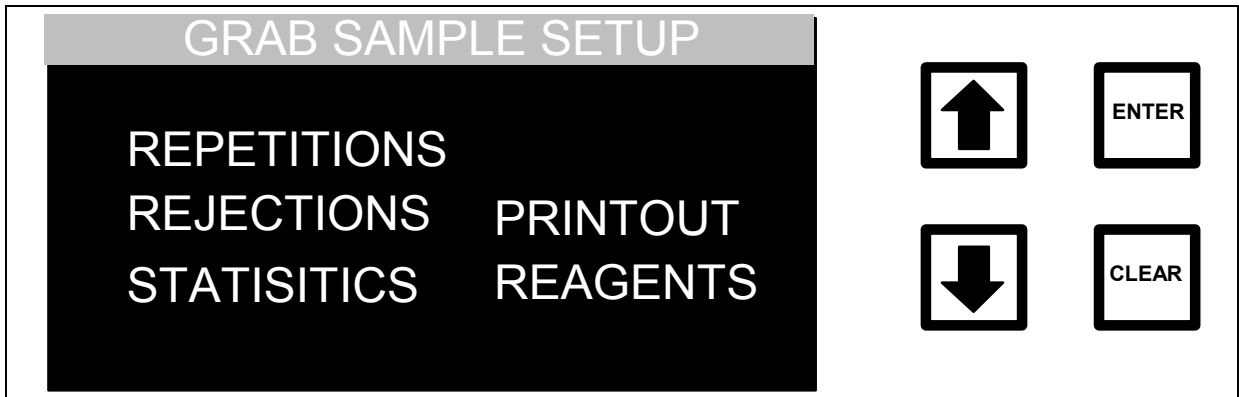 GRAB SAMPLE SETUP
REPETITIONS
REJECTIONS PRINTOUT
STATISITICS REAGENTS
ENTER
CLEAR